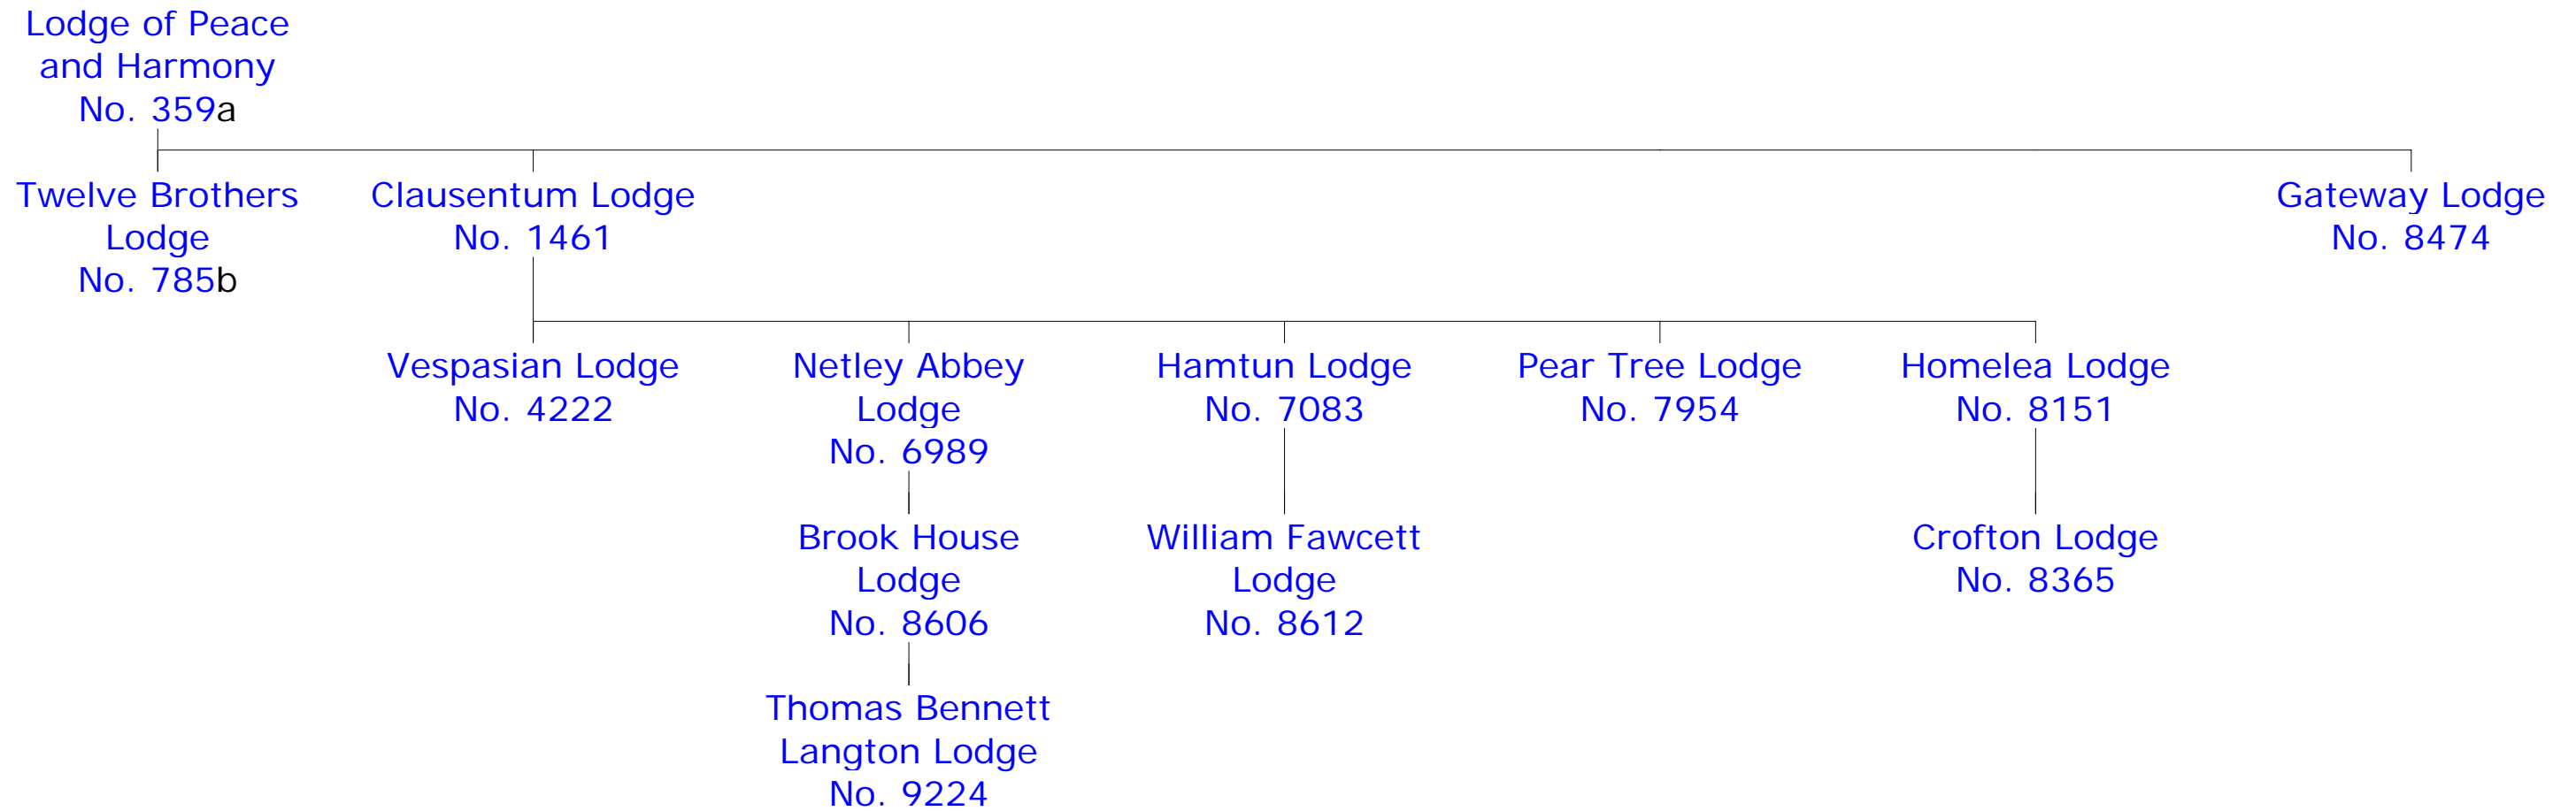 Lodge of Peace
and Harmony
No. 359a
Twelve Brothers
Lodge
No. 785b
Clausentum Lodge
No. 1461
Gateway Lodge
No. 8474
Vespasian Lodge
No. 4222
Netley Abbey
Lodge
No. 6989
Hamtun Lodge
No. 7083
Pear Tree Lodge
No. 7954
Homelea Lodge
No. 8151
Brook House
Lodge
No. 8606
William Fawcett
Lodge
No. 8612
Crofton Lodge
No. 8365
Thomas Bennett
Langton Lodge
No. 9224